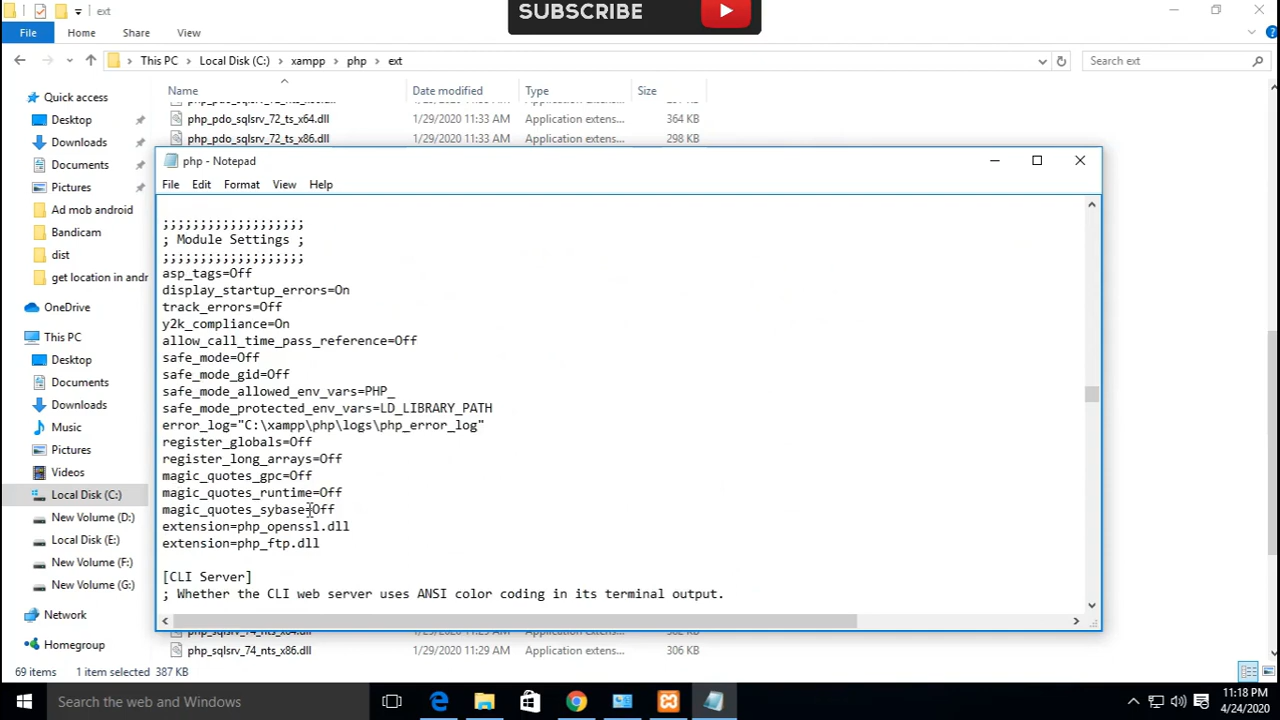 ext
SUBSCRIBE
File Home Share View
This PC Local Disk (C:) xampp php ext
Search ext
Name Date modified Type Size
php_pdo_sqlsrv_72_ts_x64.dll 1/29/2020 11:33 AM Application extens... 364 KB
php_pdo_sqlsrv_72_ts_x86.dll 1/29/2020 11:33 AM Application extens... 298 KB
Quick access
Desktop
Downloads
Documents
Pictures
Ad mob android
Bandicam
dist
get location in andr
OneDrive
This PC
Desktop
Documents
Downloads
Music
Pictures
Videos
Local Disk (C:)
New Volume (D:)
Local Disk (E:)
New Volume (F:)
New Volume (G:)
Network
Homegroup
php - Notepad
File Edit Format View Help
;;;;;;;;;;;;;;;;;;;
; Module Settings ;
;;;;;;;;;;;;;;;;;;;
asp_tags=Off
display_startup_errors=On
track_errors=Off
y2k_compliance=On
allow_call_time_pass_reference=Off
safe_mode=Off
safe_mode_gid=Off
safe_mode_allowed_env_vars=PHP_
safe_mode_protected_env_vars=LD_LIBRARY_PATH
error_log="C:\xampp\php\logs\php_error_log"
register_globals=Off
register_long_arrays=Off
magic_quotes_gpc=Off
magic_quotes_runtime=Off
magic_quotes_sybase=Off
extension=php_openssl.dll
extension=php_ftp.dll
[CLI Server]
; Whether the CLI web server uses ANSI color coding in its terminal output.
php_sqlsrv_74_nts_x86.dll 1/29/2020 11:29 AM Application extens... 306 KB
69 items 1 item selected 387 KB
Search the web and Windows
11:18 PM
4/24/2020